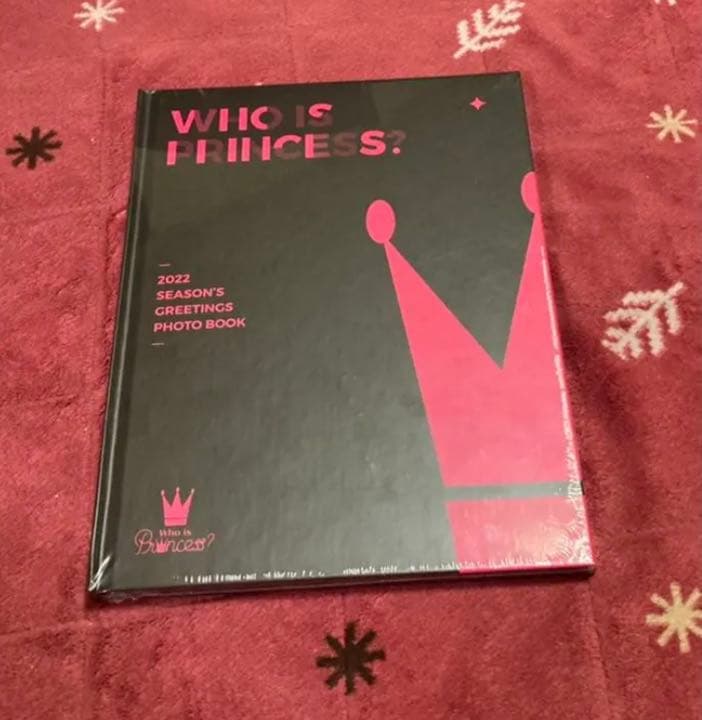 WHO IS
PRINCESS?
2022
SEASON'S
GREETINGS
PHOTO BOOK
Who is
Princess?